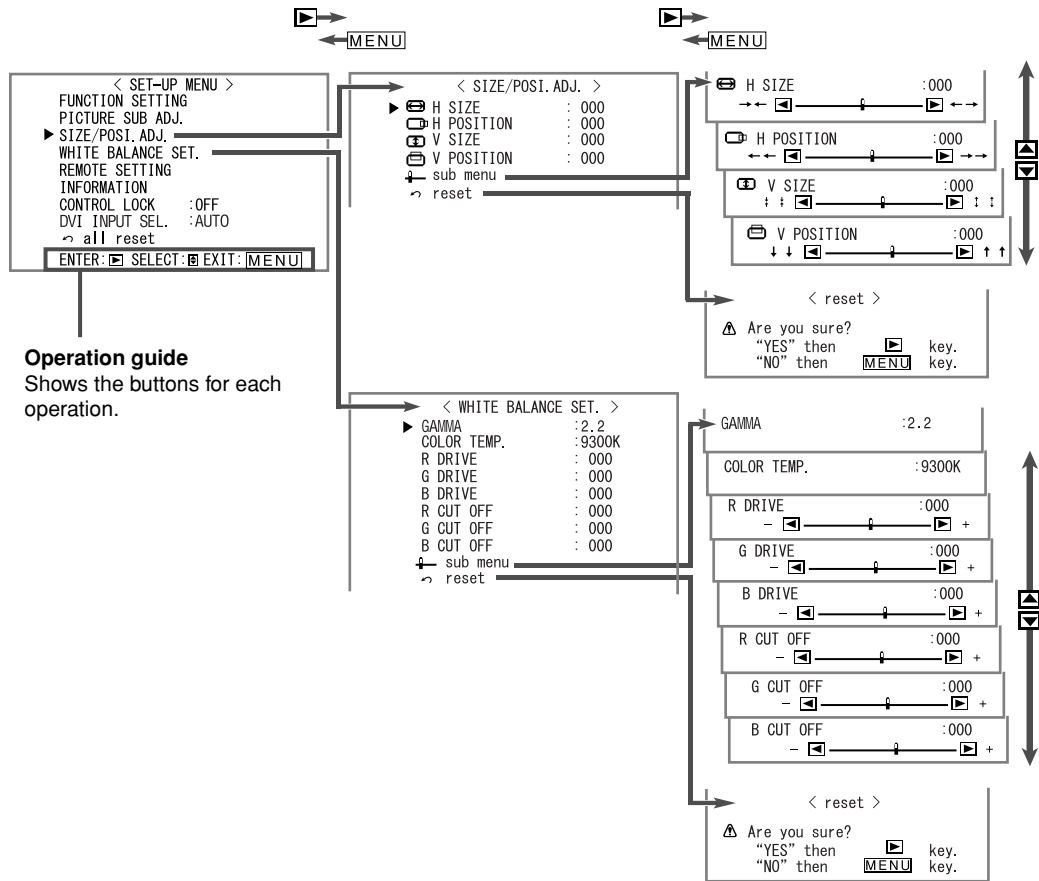 MENU
MENU
< SET-UP MENU >
FUNCTION SETTING
PICTURE SUB ADJ.
SIZE/POSI. ADJ.
WHITE BALANCE SET.
REMOTE SETTING
INFORMATION
CONTROL LOCK :OFF
DVI INPUT SEL. :AUTO
all reset
ENTER: SELECT: EXIT: MENU
Operation guide
Shows the buttons for each
operation.
< SIZE/POSI. ADJ. >
H SIZE : 000
H POSITION : 000
V SIZE : 000
V POSITION : 000
sub menu
reset
H SIZE :000
H POSITION :000
V SIZE :000
V POSITION :000
< reset >
Are you sure?
“YES” then key.
“NO” then MENU key.
< WHITE BALANCE SET. >
GAMMA :2.2
COLOR TEMP. :9300K
R DRIVE : 000
G DRIVE : 000
B DRIVE : 000
R CUT OFF : 000
G CUT OFF : 000
B CUT OFF : 000
sub menu
reset
GAMMA :2.2
COLOR TEMP. :9300K
R DRIVE :000
- +
G DRIVE :000
- +
B DRIVE :000
- +
R CUT OFF :000
- +
G CUT OFF :000
- +
B CUT OFF :000
- +
< reset >
Are you sure?
“YES” then key.
“NO” then MENU key.